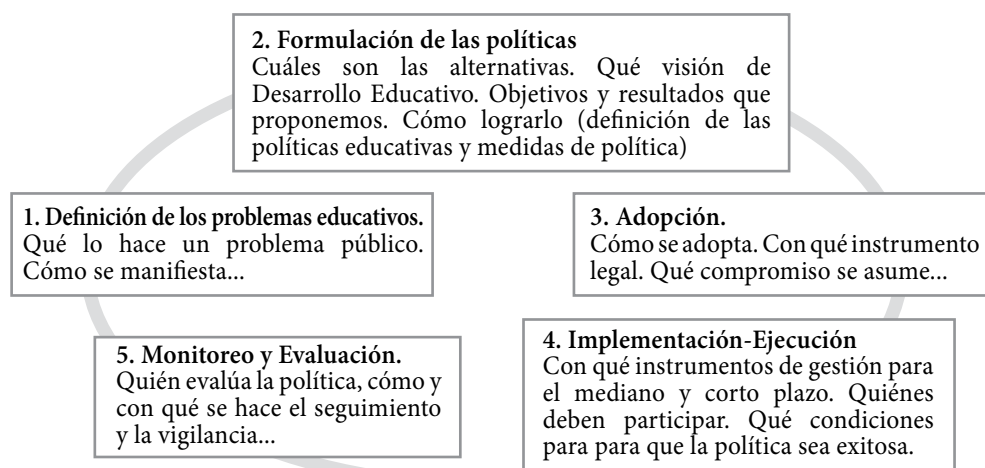 2. Formulación de las políticas
Cuáles son las alternativas. Qué visión de
Desarrollo Educativo. Objetivos y resultados que
proponemos. Cómo lograrlo (definición de las
políticas educativas y medidas de política)
1. Definición de los problemas educativos.
Qué lo hace un problema público.
Cómo se manifiesta...
3. Adopción.
Cómo se adopta. Con qué instrumento
legal. Qué compromiso se asume...
5. Monitoreo y Evaluación.
Quién evalúa la política, cómo y
con qué se hace el seguimiento
y la vigilancia...
4. Implementación-Ejecución
Con qué instrumentos de gestión para
el mediano y corto plazo. Quiénes
deben participar. Qué condiciones
para para que la política sea exitosa.